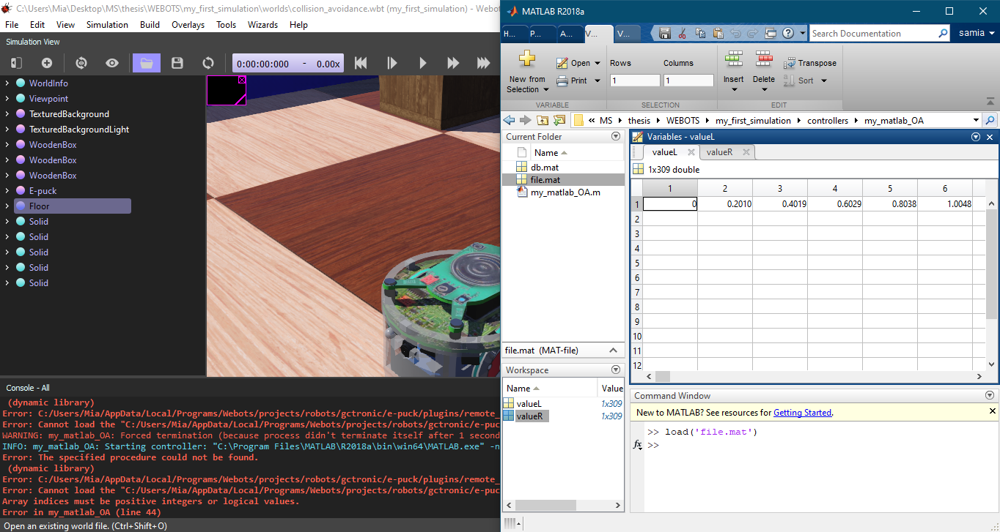 C:\Users\Mia\Desktop\MS\thesis\WEBOTS\my_first_simulation\worlds\collision_avoidance.wbt (my_first_simulation) - Webots
File Edit View Simulation Build Overlays Tools Wizards Help
Simulation View
0:00:00:000 - 0.00x
WorldInfo
Viewpoint
TexturedBackground
TexturedBackgroundLight
WoodenBox
WoodenBox
WoodenBox
E-puck
Floor
Solid
Solid
Solid
Solid
Solid
Console - All
(dynamic library)
Error: C:/Users/Mia/AppData/Local/Programs/Webots/projects/robots/gctronic/e-puck/plugins/remote_
Error: Cannot load the "C:/Users/Mia/AppData/Local/Programs/Webots/projects/robots/gctronic/e-puc
WARNING: my_matlab_OA: Forced termination (because process didn't terminate itself after 1 second
INFO: my_matlab_OA: Starting controller: "C:\Program Files\MATLAB\R2018a\bin\win64\MATLAB.exe" -n
Error: The specified procedure could not be found.
(dynamic library)
Error: C:/Users/Mia/AppData/Local/Programs/Webots/projects/robots/gctronic/e-puck/plugins/remote_
Error: Cannot load the "C:/Users/Mia/AppData/Local/Programs/Webots/projects/robots/gctronic/e-puc
Array indices must be positive integers or logical values.
Error in my_matlab_OA (line 44)
Open an existing world file. (Ctrl+Shift+O)
MATLAB R2018a
H... P... A... V... V...
Search Documentation
samia
New from
Selection
Open
Print
VARIABLE
Rows Columns
1 1
SELECTION
Insert Delete
Transpose
Sort
EDIT
« MS thesis WEBOTS my_first_simulation controllers my_matlab_OA
Current Folder
Name
db.mat
file.mat
my_matlab_OA.m
file.mat (MAT-file)
Workspace
Name Value
valueL 1x309
valueR 1x309
Variables - valueL
valueL valueR
1x309 double
1 2 3 4 5 6
1 0 0.2010 0.4019 0.6029 0.8038 1.0048
2
3
4
5
6
7
8
9
10
11
12
Command Window
New to MATLAB? See resources for Getting Started.
>> load('file.mat')
fx >>